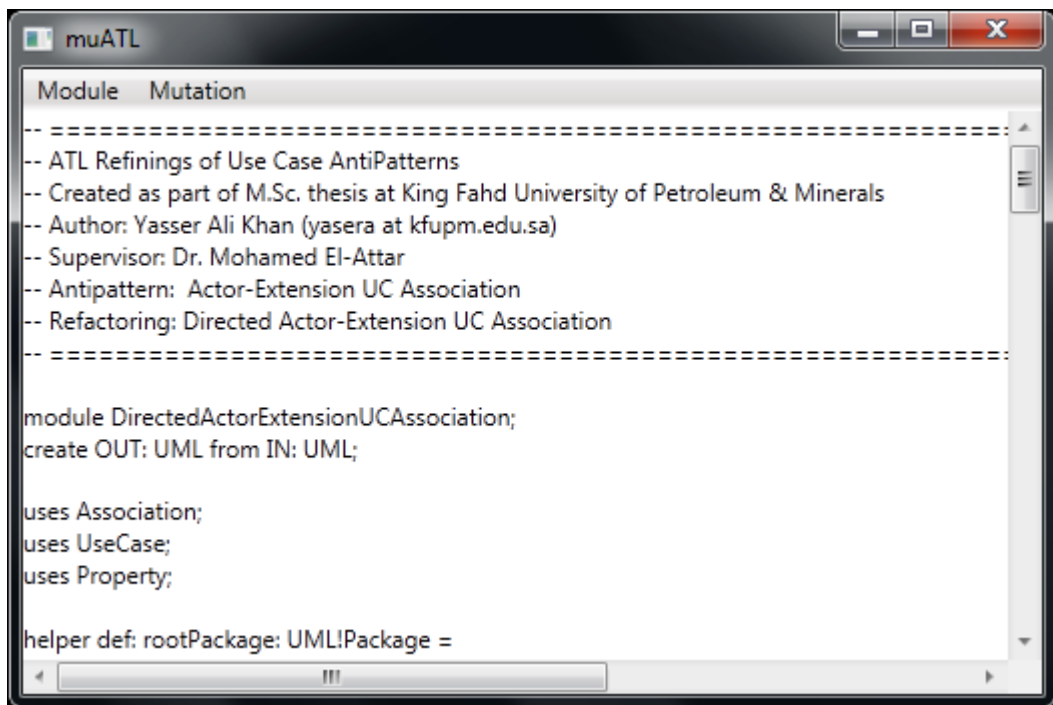 muATL
Module Mutation
-- ==========================================================
-- ATL Refinings of Use Case AntiPatterns
-- Created as part of M.Sc. thesis at King Fahd University of Petroleum & Minerals
-- Author: Yasser Ali Khan (yasera at kfupm.edu.sa)
-- Supervisor: Dr. Mohamed El-Attar
-- Antipattern:  Actor-Extension UC Association
-- Refactoring: Directed Actor-Extension UC Association
-- ==========================================================
module DirectedActorExtensionUCAssociation;
create OUT: UML from IN: UML;
uses Association;
uses UseCase;
uses Property;
helper def: rootPackage: UML!Package =